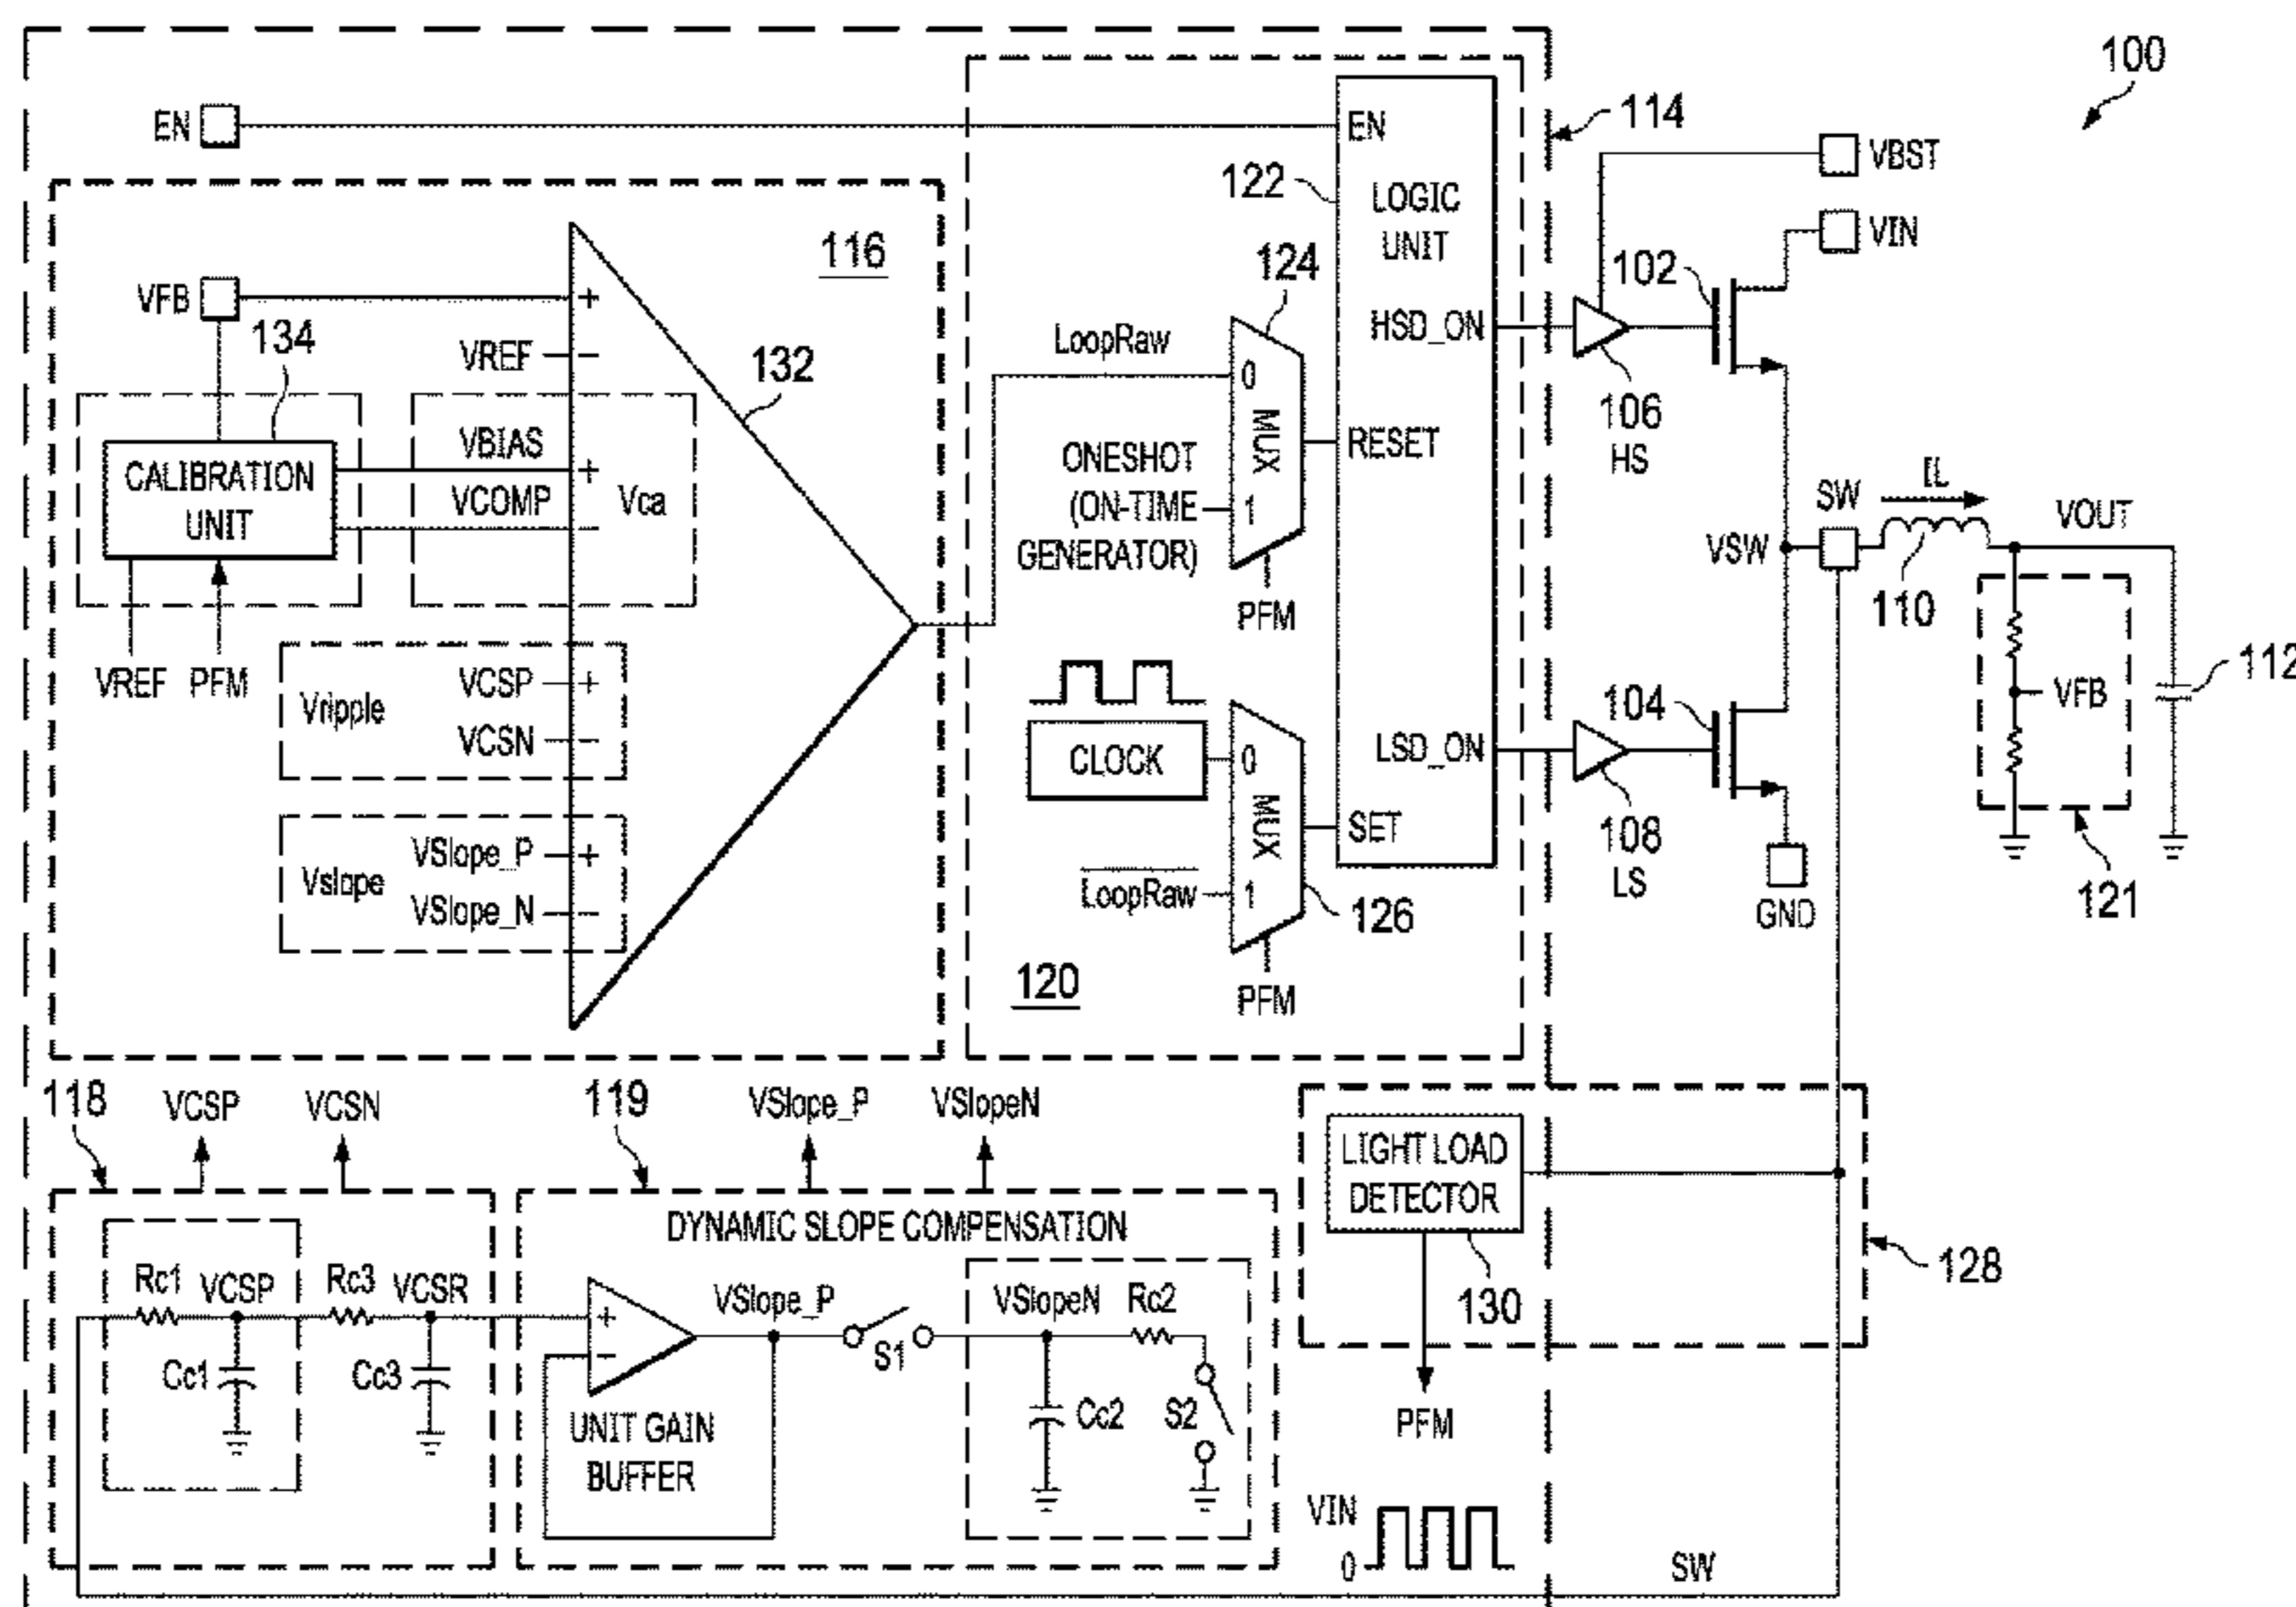 100
EN
EN
114
VBST
122
LOGIC
UNIT
VIN
116
124
102
VFB
134
VREF
132
LoopRaw
0
HSD_ON
106
HS
VBIAS
VCOMP
Vca
CALIBRATION
UNIT
ONESHOT
(ON-TIME
GENERATOR)
MUX
1
RESET
SW
IL
VOUT
VSW
110
PFM
VREF
PFM
Vripple
VCSP
VCSN
104
VFB
112
CLOCK
0
LSD_ON
MUX
SET
108
LS
Vslope
VSlope_P
VSlope_N
LoopRaw
1
126
GND
121
120
PFM
118
VCSP
VCSN
119
VSlope_P
VSlopeN
DYNAMIC SLOPE COMPENSATION
LIGHT LOAD
DETECTOR
128
130
Rc1
VCSP
Rc3
VCSR
VSlope_P
S1
VSlopeN
Rc2
Cc1
Cc3
UNIT GAIN
BUFFER
Cc2
S2
PFM
VIN
0
SW